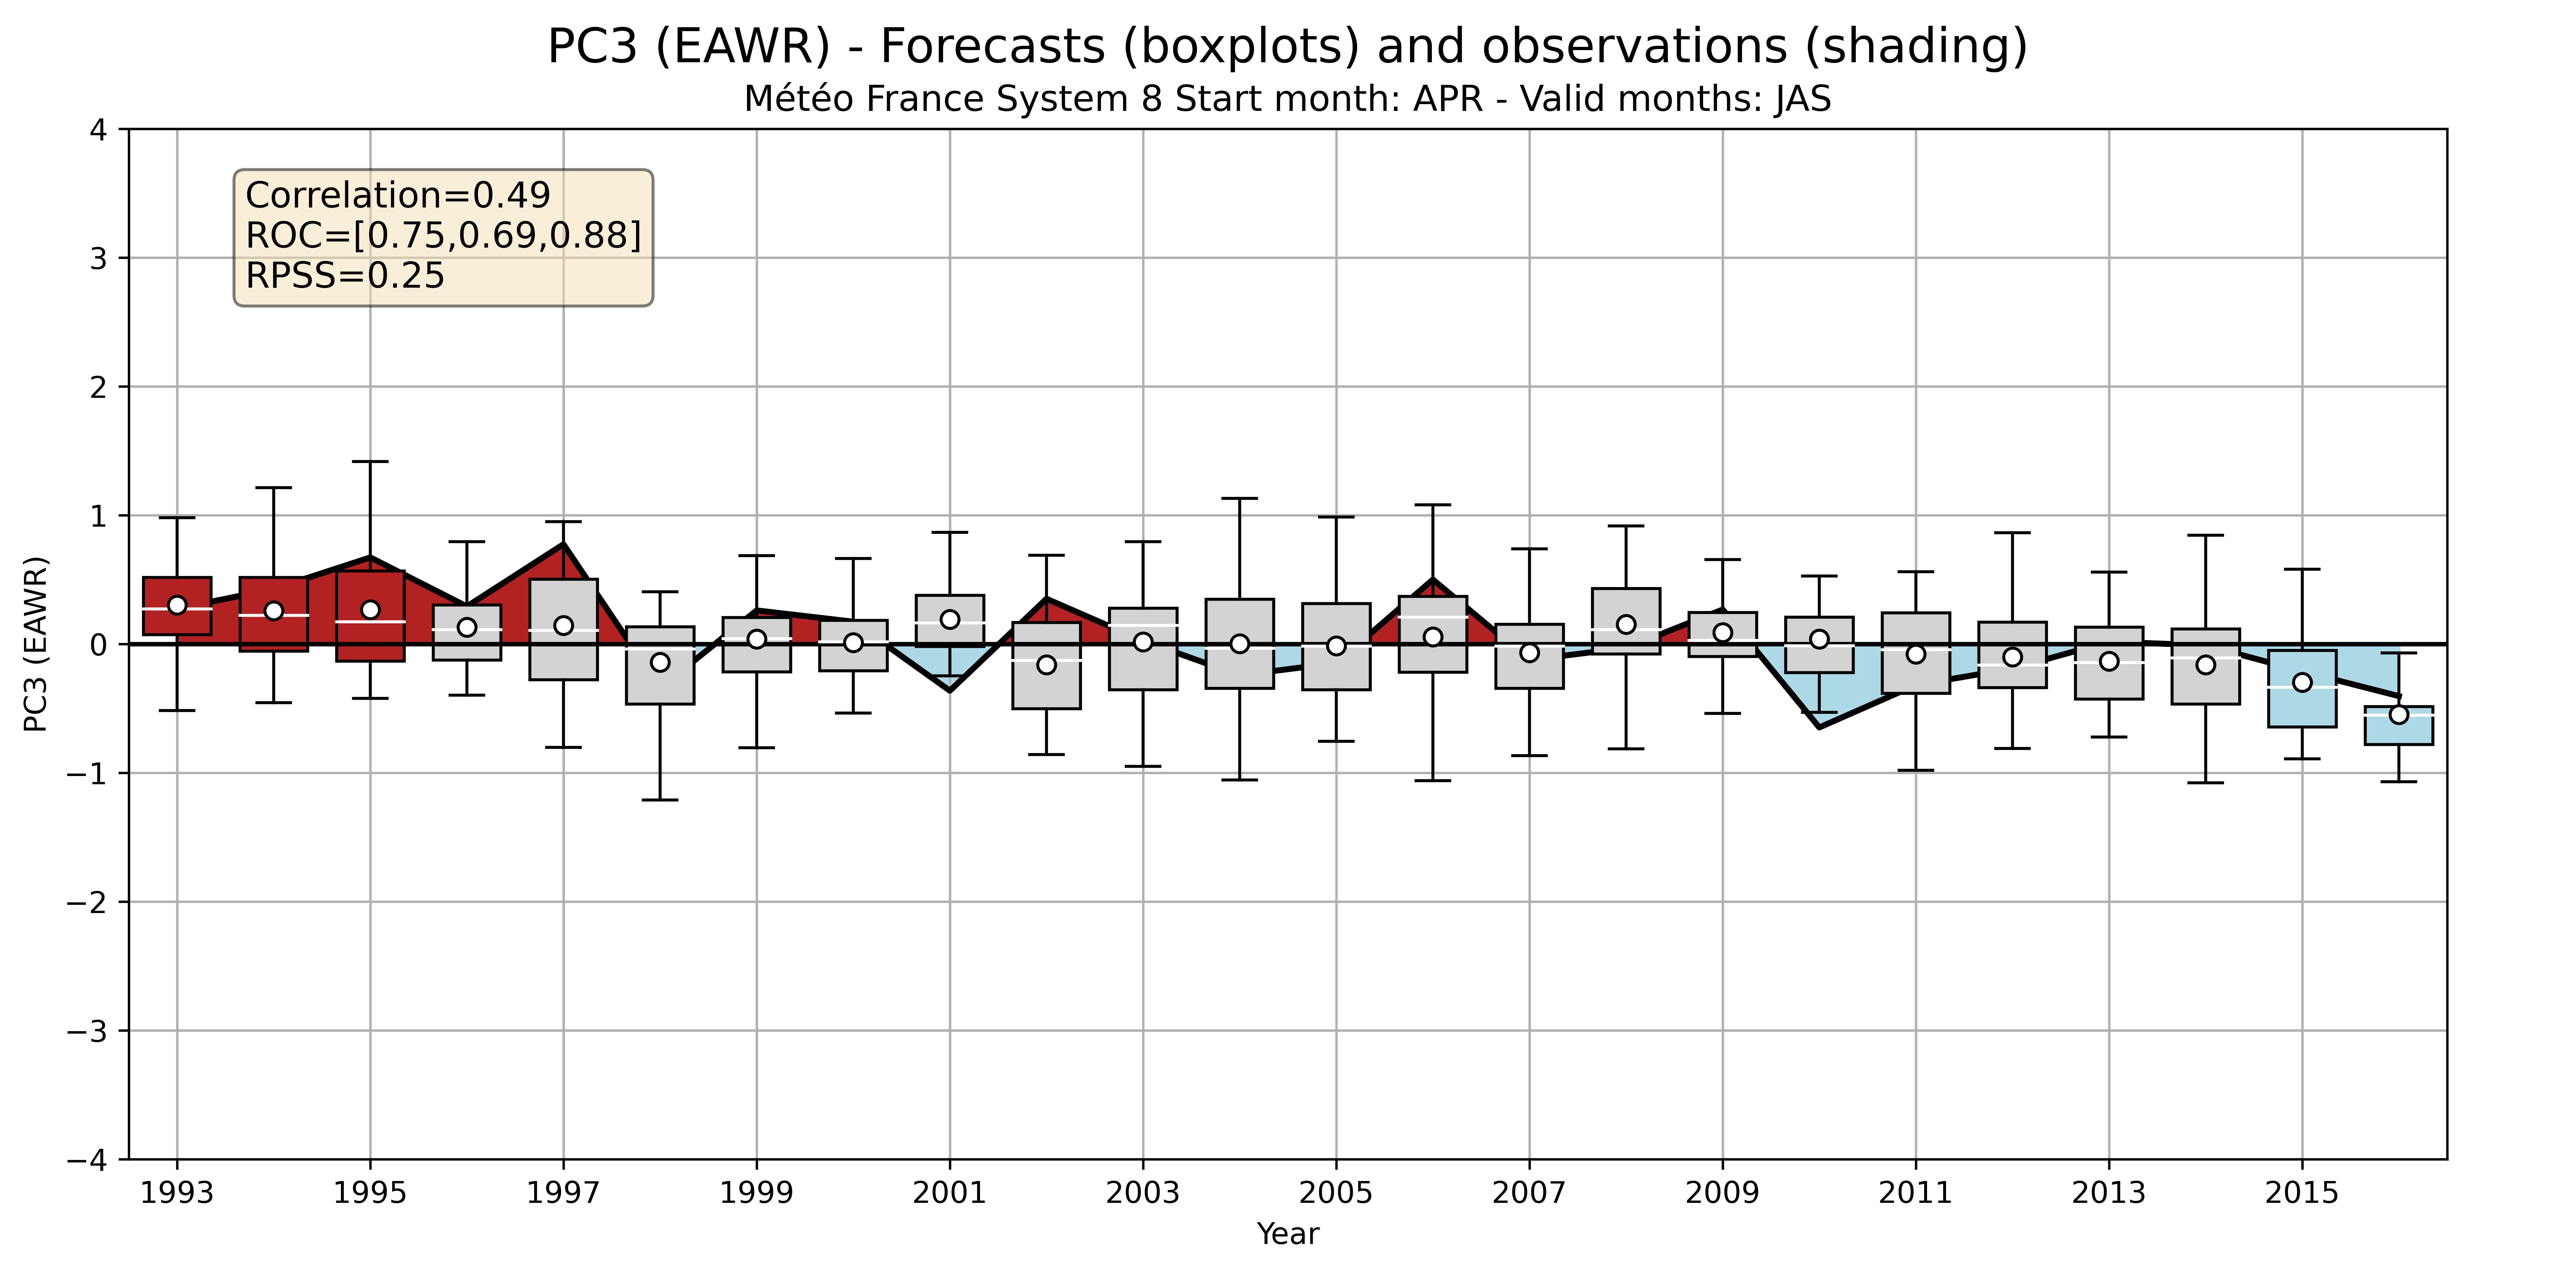 PC3 (EAWR) - Forecasts (boxplots) and observations (shading)
Météo France System 8 Start month: APR - Valid months: JAS
Correlation=0.49
ROC=[0.75,0.69,0.88]
RPSS=0.25
PC3 (EAWR)
4
3
2
1
0
−1
−2
−3
−4
1993 1995 1997 1999 2001 2003 2005 2007 2009 2011 2013 2015
Year